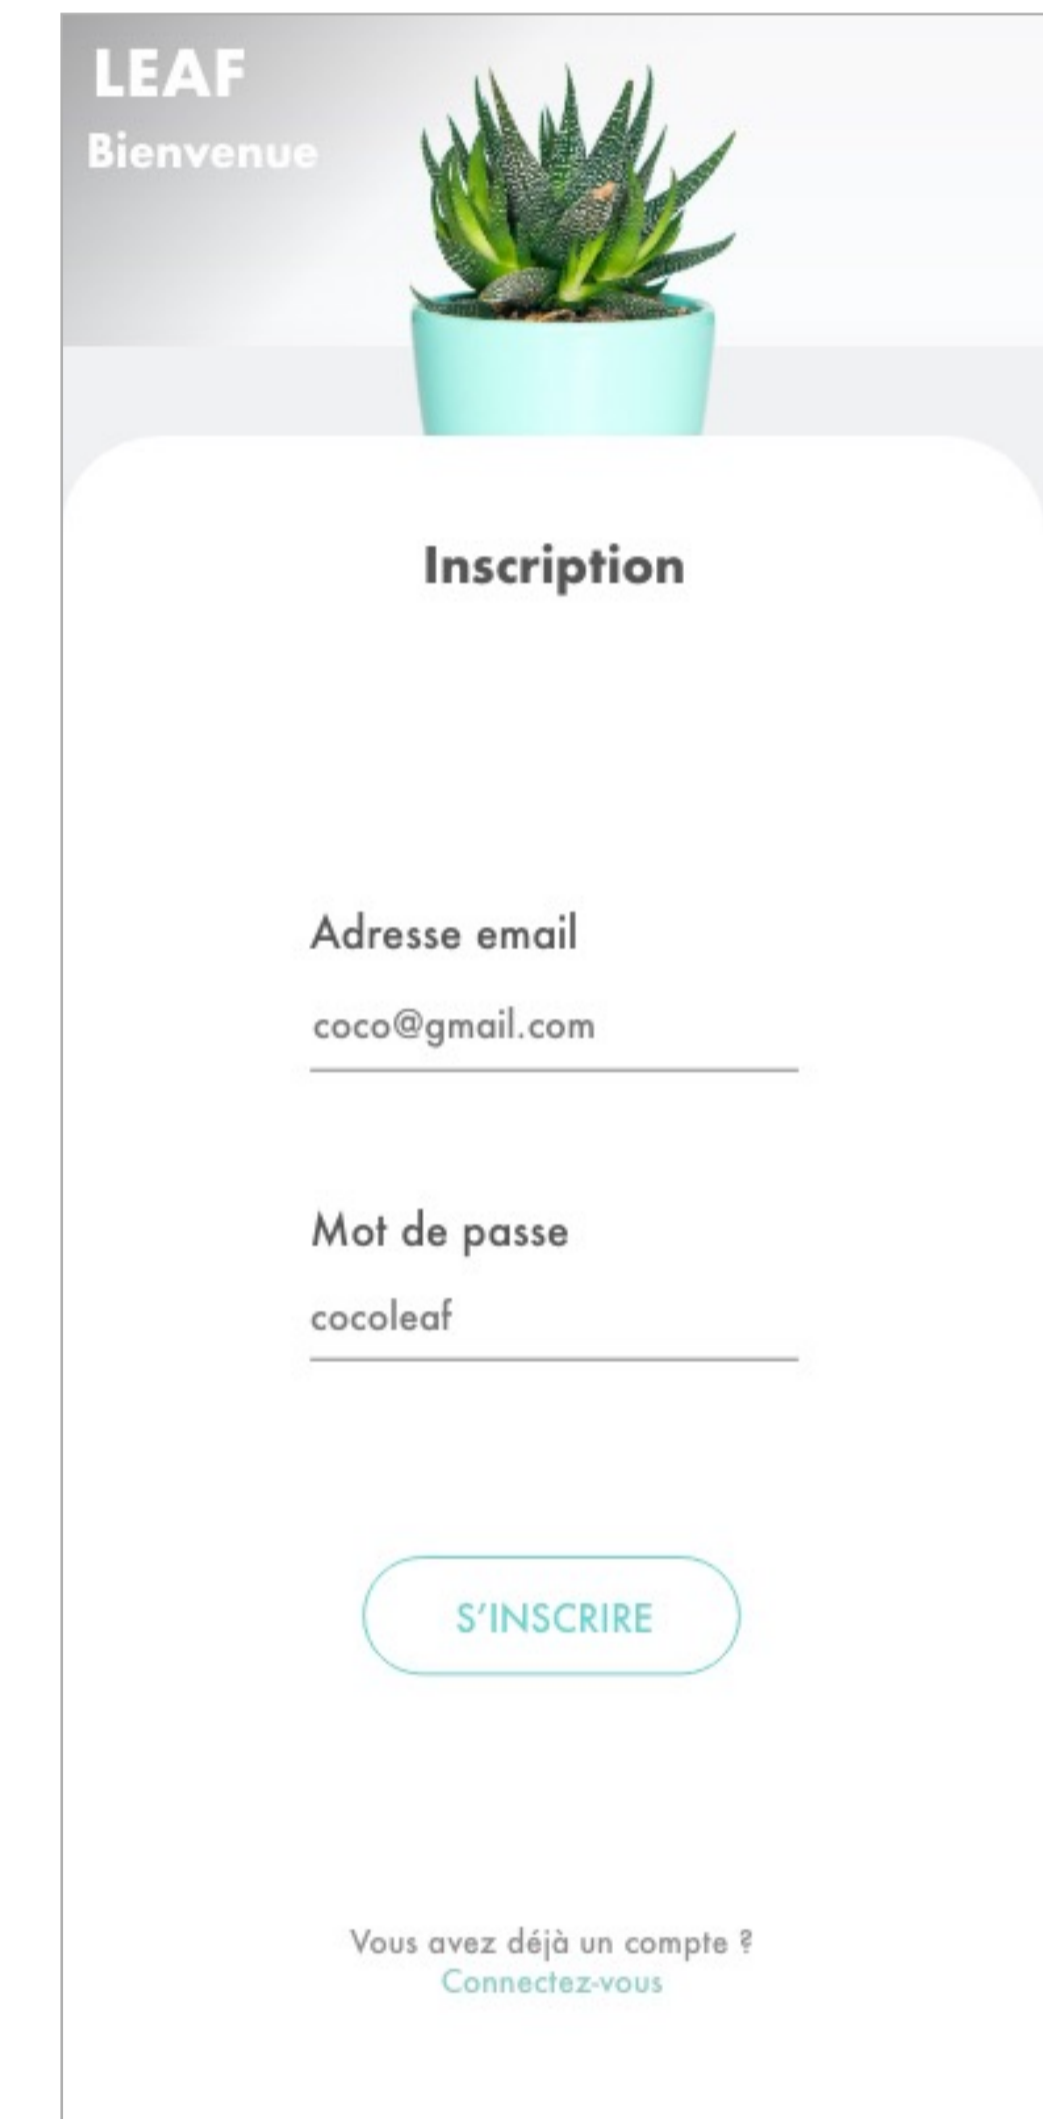 LEAF
Bienvenue
Inscription
Adresse email
coco@gmail.com
Mot de passe
cocoleaf
S’INSCRIRE
Vous avez déjà un compte ?
Connectez-vous